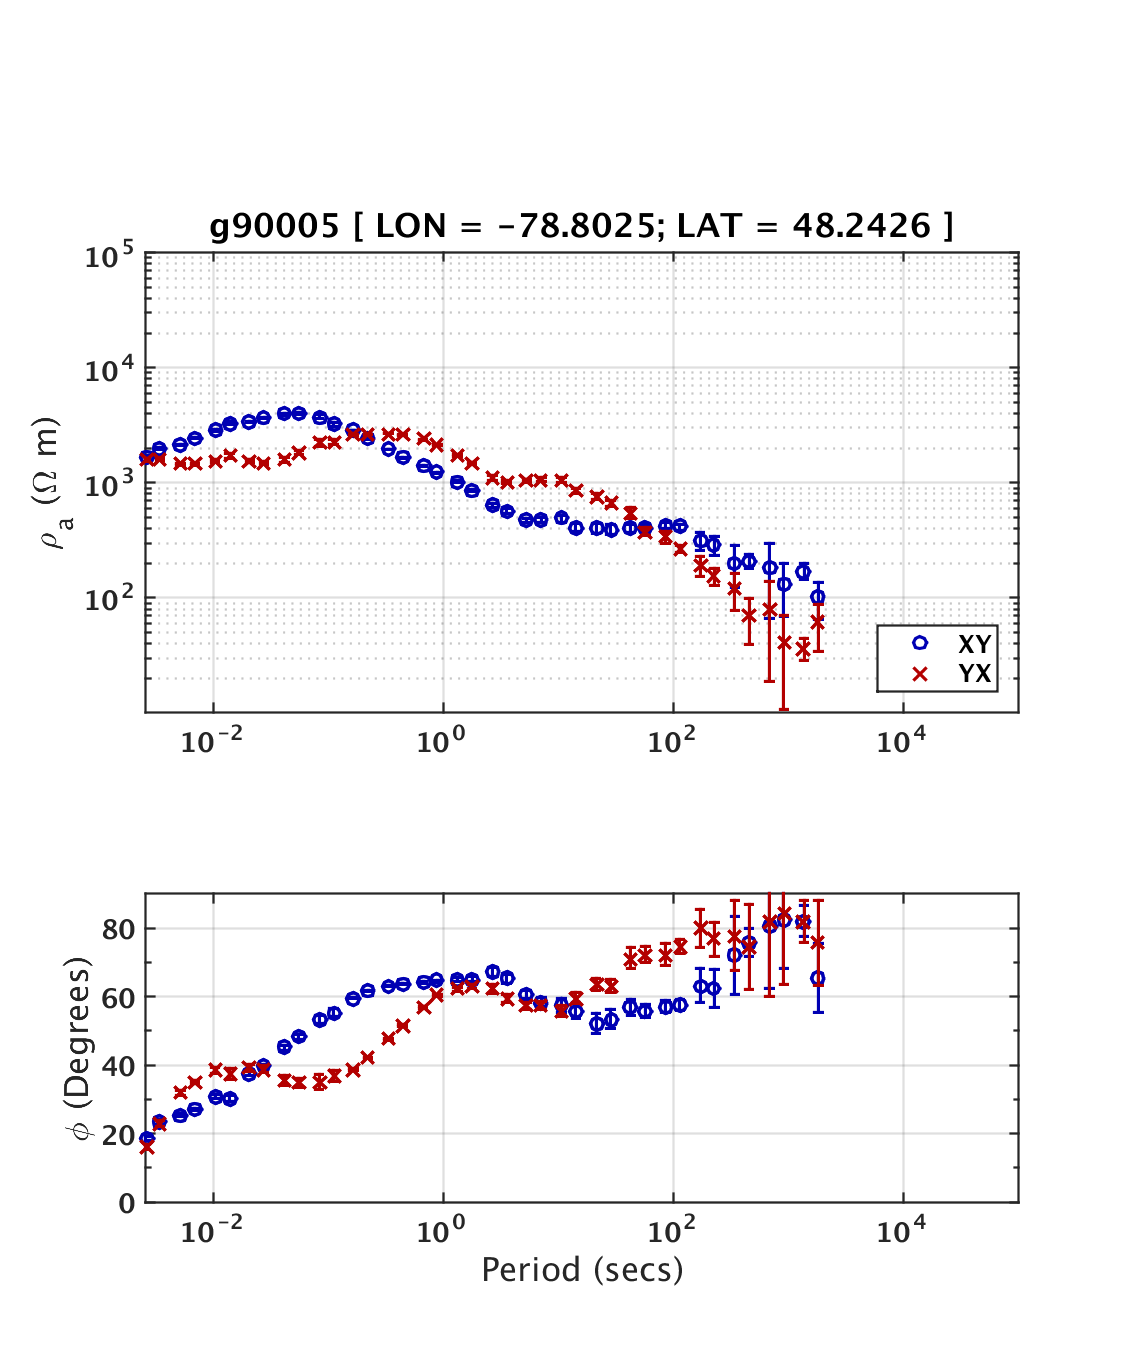 g90005 [ LON = -78.8025; LAT = 48.2426 ]
10^5
10^4
10^3
10^2
ρ_a (Ω m)
10^-2 10^0 10^2 10^4
XY
YX
80
60
40
20
0
ϕ (Degrees)
10^-2 10^0 10^2 10^4
Period (secs)